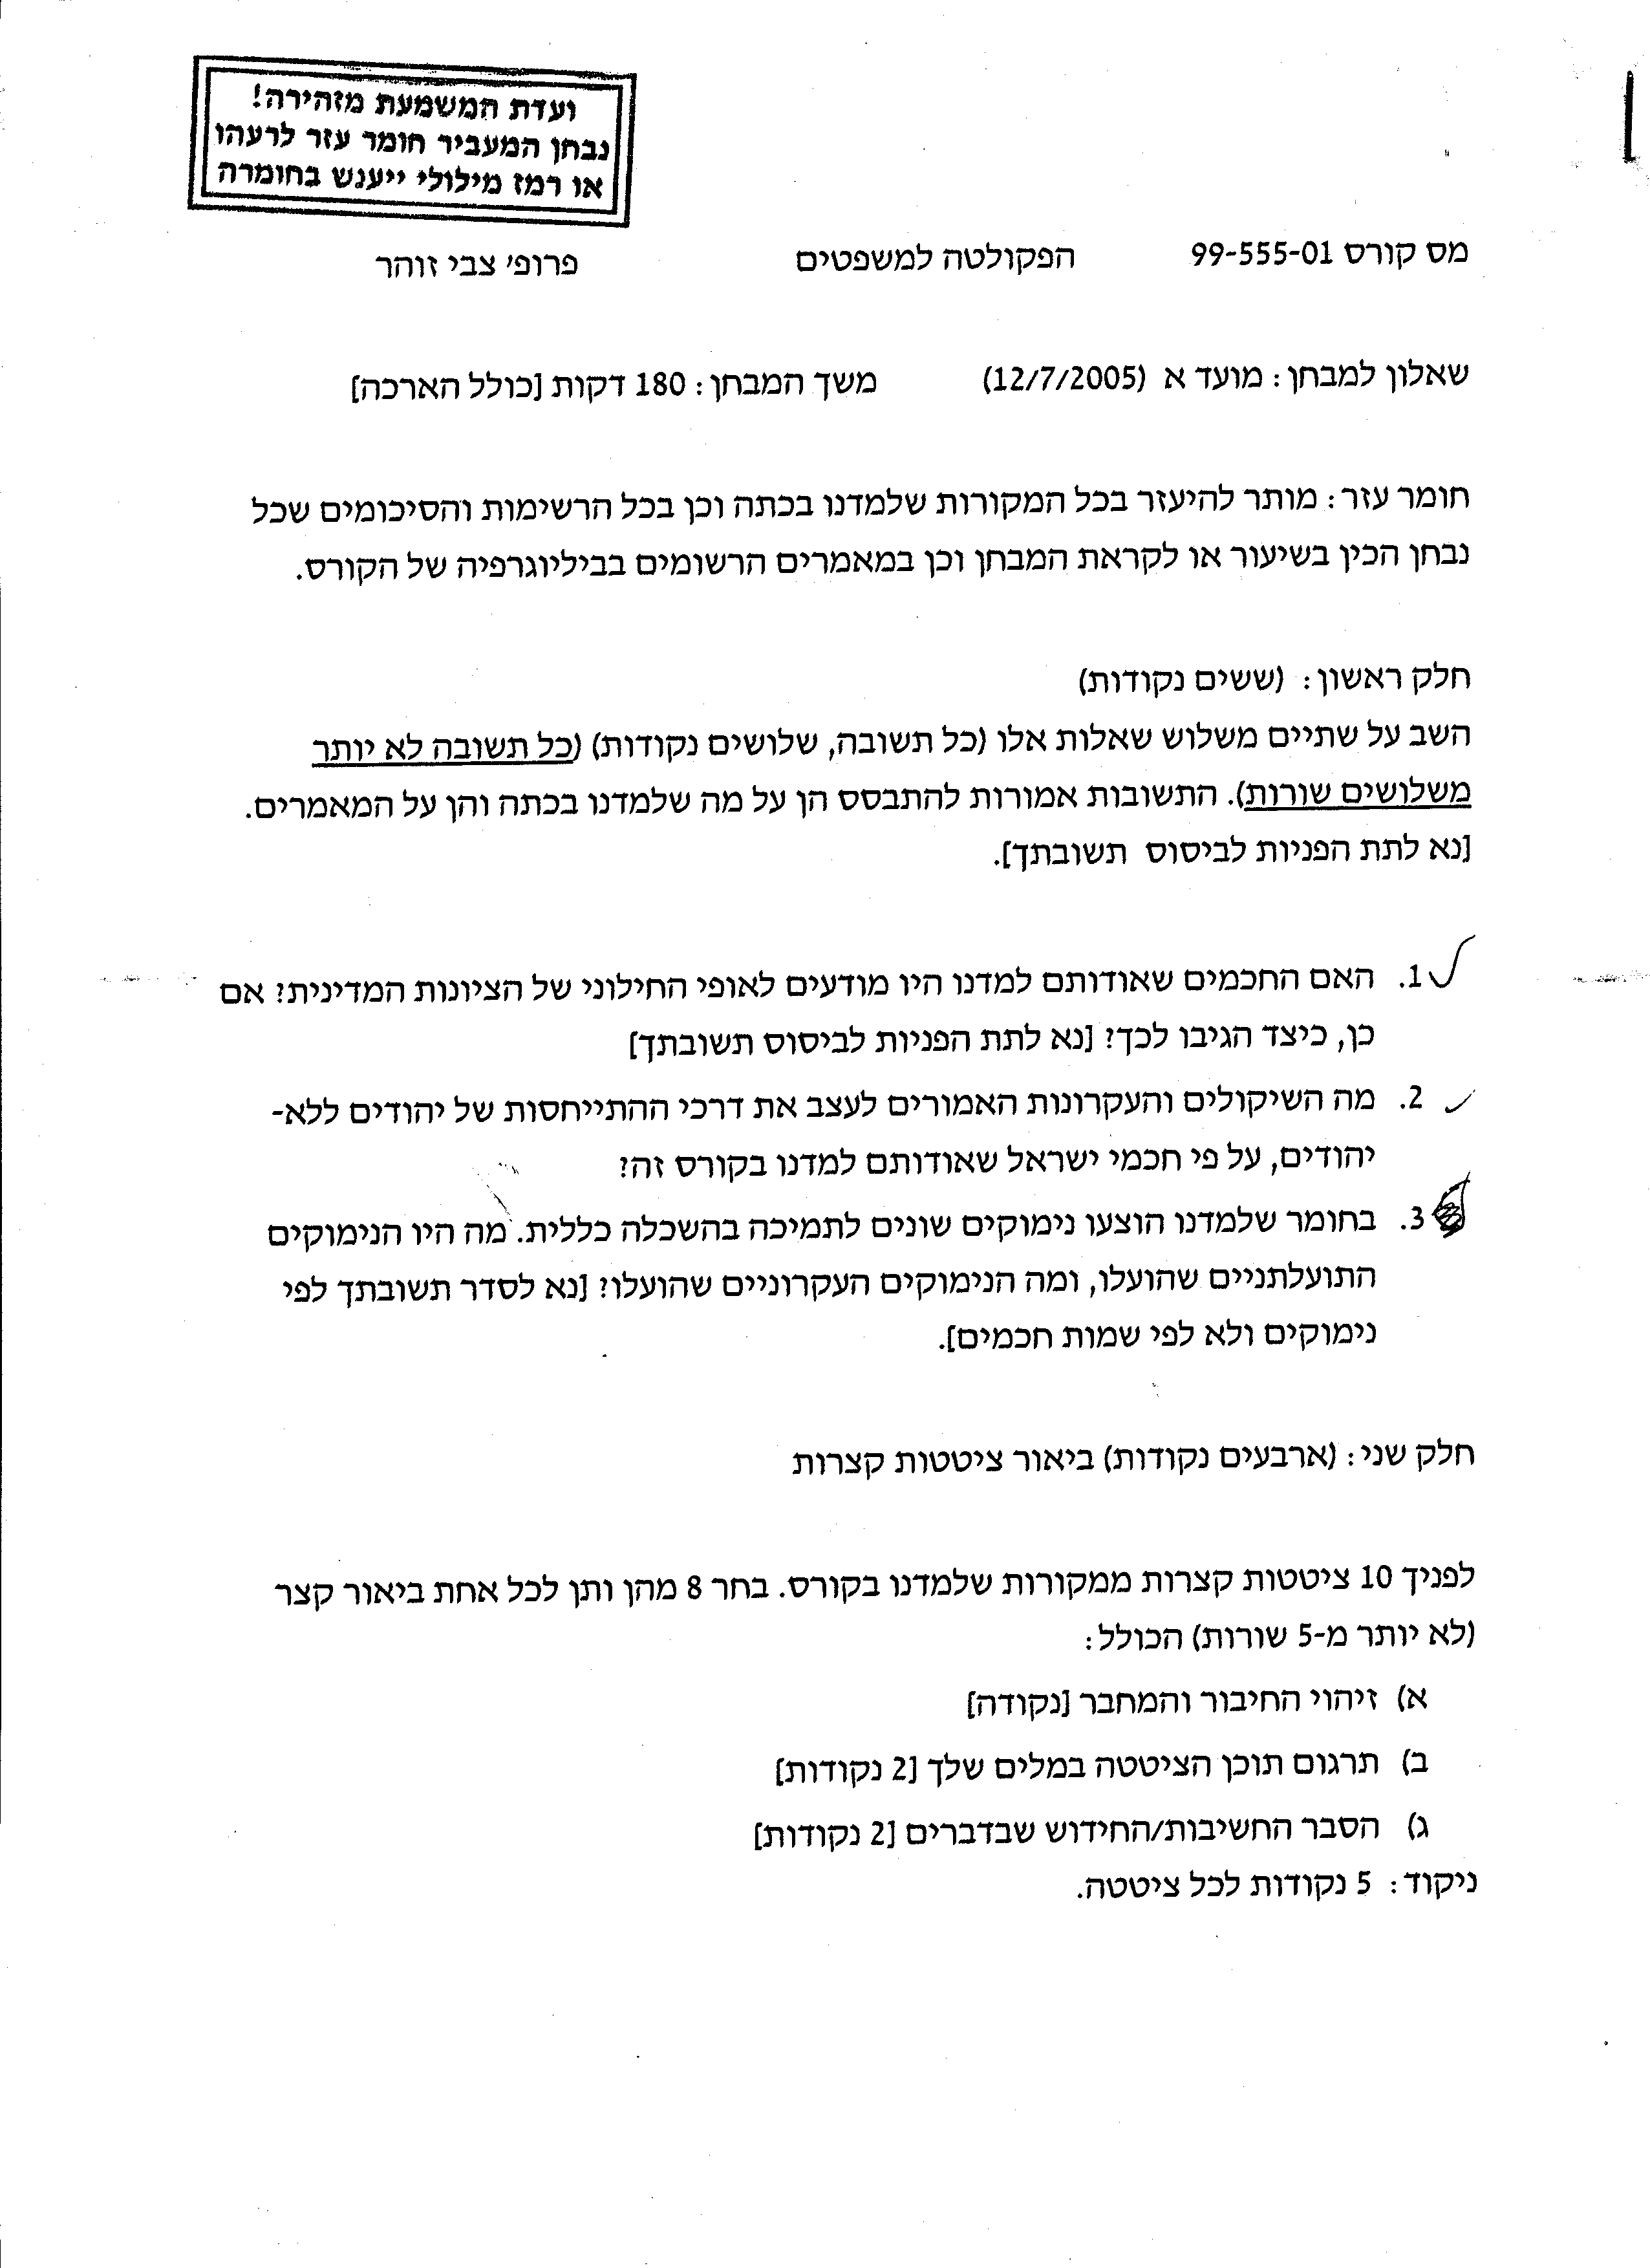 ועדת המשמעת מזהירה!
נבחן המעביר חומר עזר לרעהו
או רמז מילולי ייענש בחומרה
מס קורס 99-555-01 הפקולטה למשפטים פרופ׳ צבי זוהר
שאלון למבחן: מועד א (12/7/2005) משך המבחן: 180 דקות [כולל הארכה]
חומר עזר: מותר להיעזר בכל המקורות שלמדנו בכתה וכן בכל הרשימות והסיכומים שכל
נבחן הכין בשיעור או לקראת המבחן וכן במאמרים הרשומים בביליוגרפיה של הקורס.
חלק ראשון: (ששים נקודות)
השב על שתיים משלוש שאלות אלו (כל תשובה, שלושים נקודות) (כל תשובה לא יותר
משלושים שורות). התשובות אמורות להתבסס הן על מה שלמדנו בכתה והן על המאמרים.
[נא לתת הפניות לביסוס תשובתך].
1. האם החכמים שאודותם למדנו היו מודעים לאופי החילוני של הציונות המדינית? אם
כן, כיצד הגיבו לכך? [נא לתת הפניות לביסוס תשובתך]
2. מה השיקולים והעקרונות האמורים לעצב את דרכי ההתייחסות של יהודים ללא-
יהודים, על פי חכמי ישראל שאודותם למדנו בקורס זה?
3. בחומר שלמדנו הוצעו נימוקים שונים לתמיכה בהשכלה כללית. מה היו הנימוקים
התועלתניים שהועלו, ומה הנימוקים העקרוניים שהועלו? [נא לסדר תשובתך לפי
נימוקים ולא לפי שמות חכמים].
חלק שני: (ארבעים נקודות) ביאור ציטטות קצרות
לפניך 10 ציטטות קצרות ממקורות שלמדנו בקורס. בחר 8 מהן ותן לכל אחת ביאור קצר
(לא יותר מ-5 שורות) הכולל:
א) זיהוי החיבור והמחבר [נקודה]
ב) תרגום תוכן הציטטה במלים שלך [2 נקודות]
ג) הסבר החשיבות/החידוש שבדברים [2 נקודות]
ניקוד: 5 נקודות לכל ציטטה.